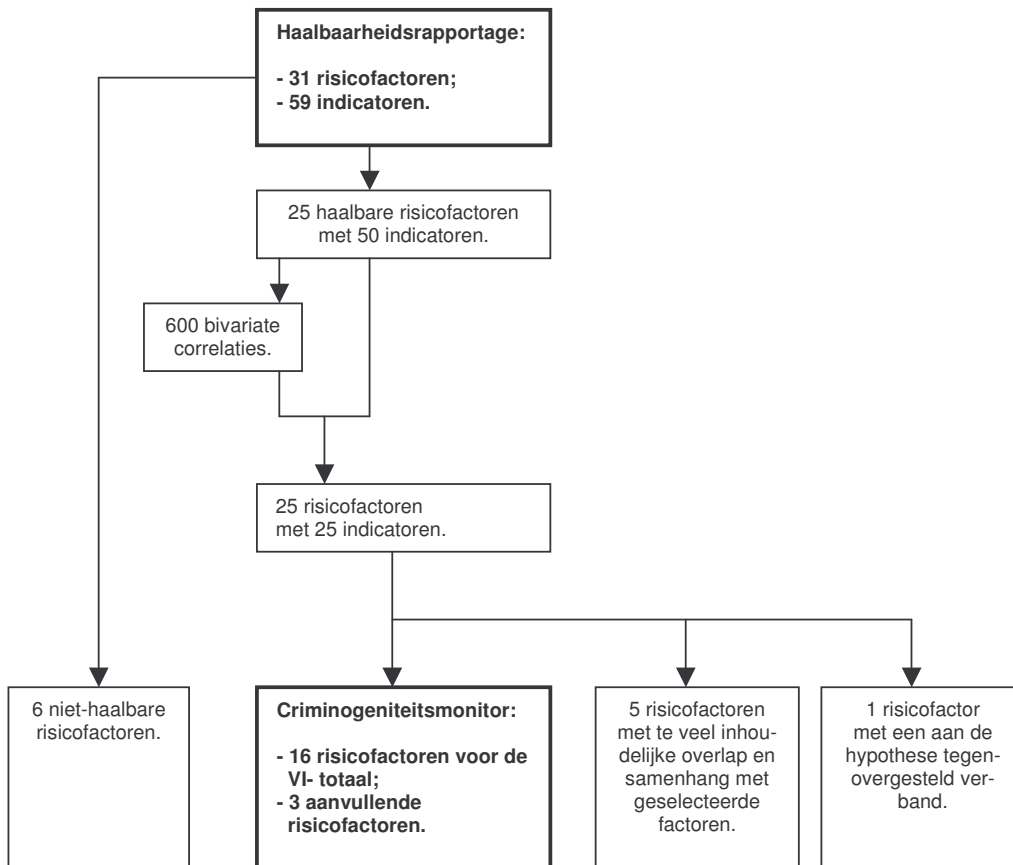 Haalbaarheidsrapportage:
- 31 risicofactoren;
- 59 indicatoren.
25 haalbare risicofactoren
met 50 indicatoren.
600 bivariate
correlaties.
25 risicofactoren
met 25 indicatoren.
6 niet-haalbare
risicofactoren.
Criminogeniteitsmonitor:
- 16 risicofactoren voor de
VI- totaal;
- 3 aanvullende
risicofactoren.
5 risicofactoren
met te veel inhou-
delijke overlap en
samenhang met
geselecteerde
factoren.
1 risicofactor
met een aan de
hypothese tegen-
overgesteld ver-
band.